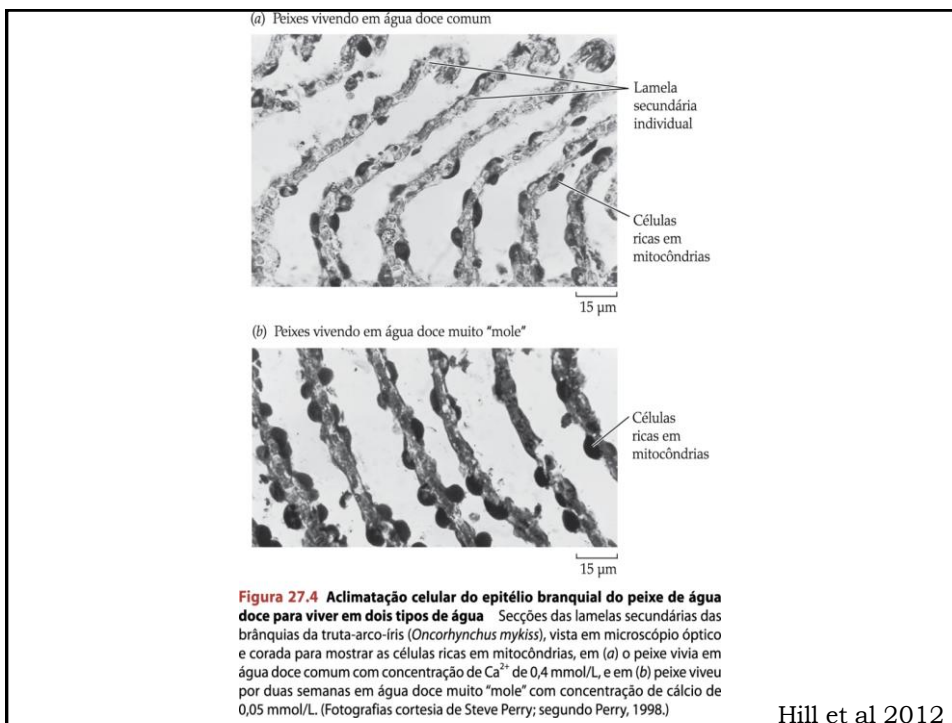 (a) Peixes vivendo em água doce comum
Lamela
secundária
individual
Células
ricas em
mitocôndrias
15 µm
(b) Peixes vivendo em água doce muito “mole”
Células
ricas em
mitocôndrias
15 µm
Figura 27.4 Aclimatação celular do epitélio branquial do peixe de água
doce para viver em dois tipos de água Secções das lamelas secundárias das
brânquias da truta-arco-íris (Oncorhynchus mykiss), vista em microscópio óptico
e corada para mostrar as células ricas em mitocôndrias, em (a) o peixe vivia em
água doce comum com concentração de Ca²⁺ de 0,4 mmol/L, e em (b) peixe viveu
por duas semanas em água doce muito “mole” com concentração de cálcio de
0,05 mmol/L. (Fotografias cortesia de Steve Perry; segundo Perry, 1998.)
Hill et al 2012